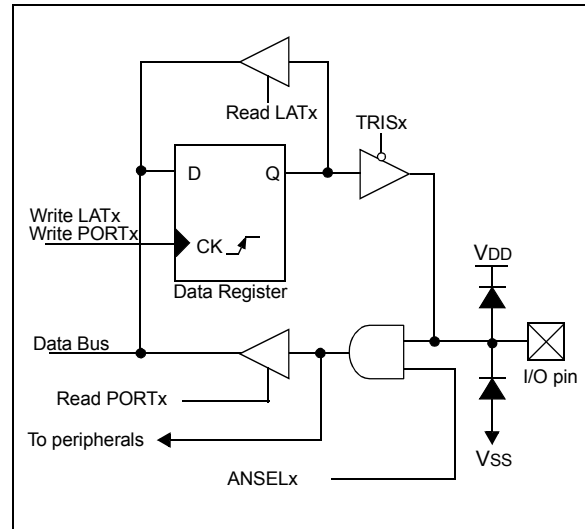 Read LATx
TRISx
D
Q
Write LATx
Write PORTx
CK
VDD
Data Register
Data Bus
I/O pin
Read PORTx
To peripherals
VSS
ANSELx